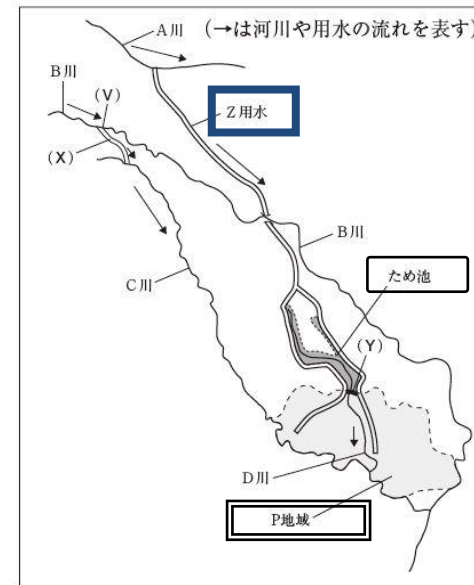 A川
(→は河川や用水の流れを表す)
B川
(V)
Z用水
(X)
B川
C川
ため池
(Y)
D川
P地域